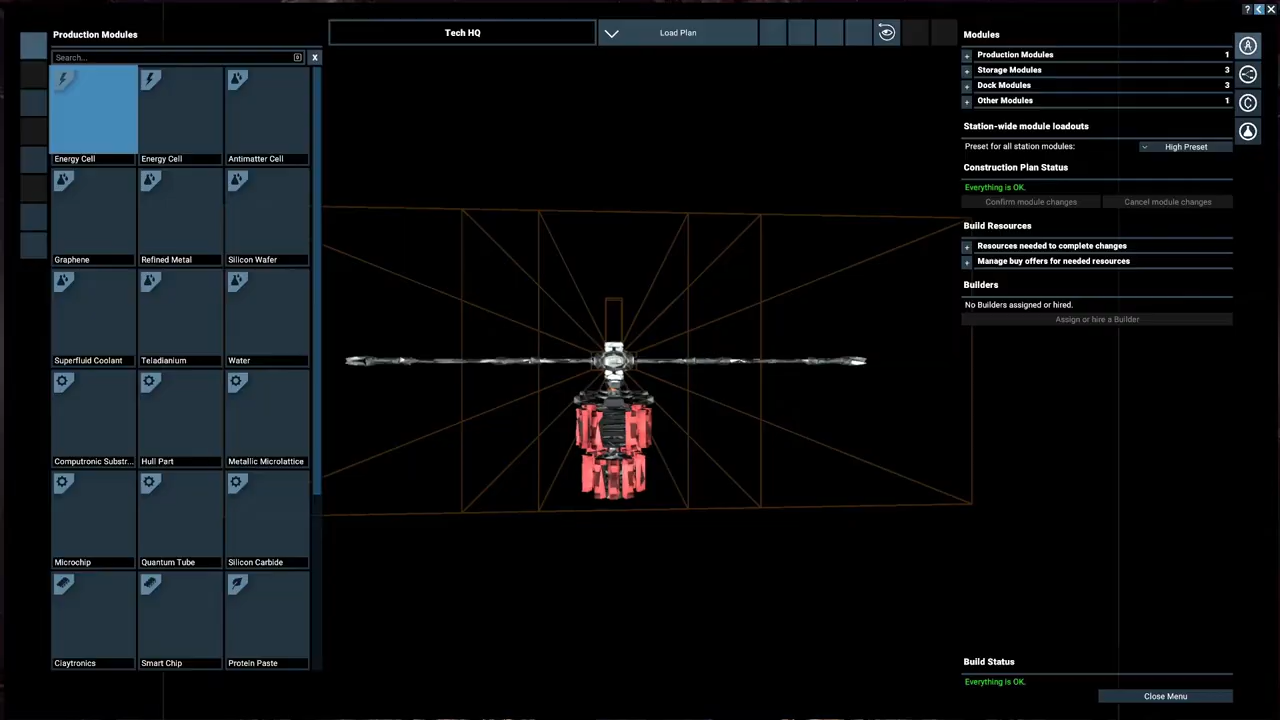 Production Modules
Search...
X
Energy Cell
Energy Cell
Antimatter Cell
Graphene
Refined Metal
Silicon Wafer
Superfluid Coolant
Teladianium
Water
Computronic Substr...
Hull Part
Metallic Microlattice
Microchip
Quantum Tube
Silicon Carbide
Claytronics
Smart Chip
Protein Paste
Tech HQ
Load Plan
?
Modules
Production Modules 1
Storage Modules 3
Dock Modules 3
Other Modules 1
Station-wide module loadouts
Preset for all station modules: High Preset
Construction Plan Status
Everything is OK.
Confirm module changes Cancel module changes
Build Resources
Resources needed to complete changes
Manage buy offers for needed resources
Builders
No Builders assigned or hired.
Assign or hire a Builder
Build Status
Everything is OK.
Close Menu